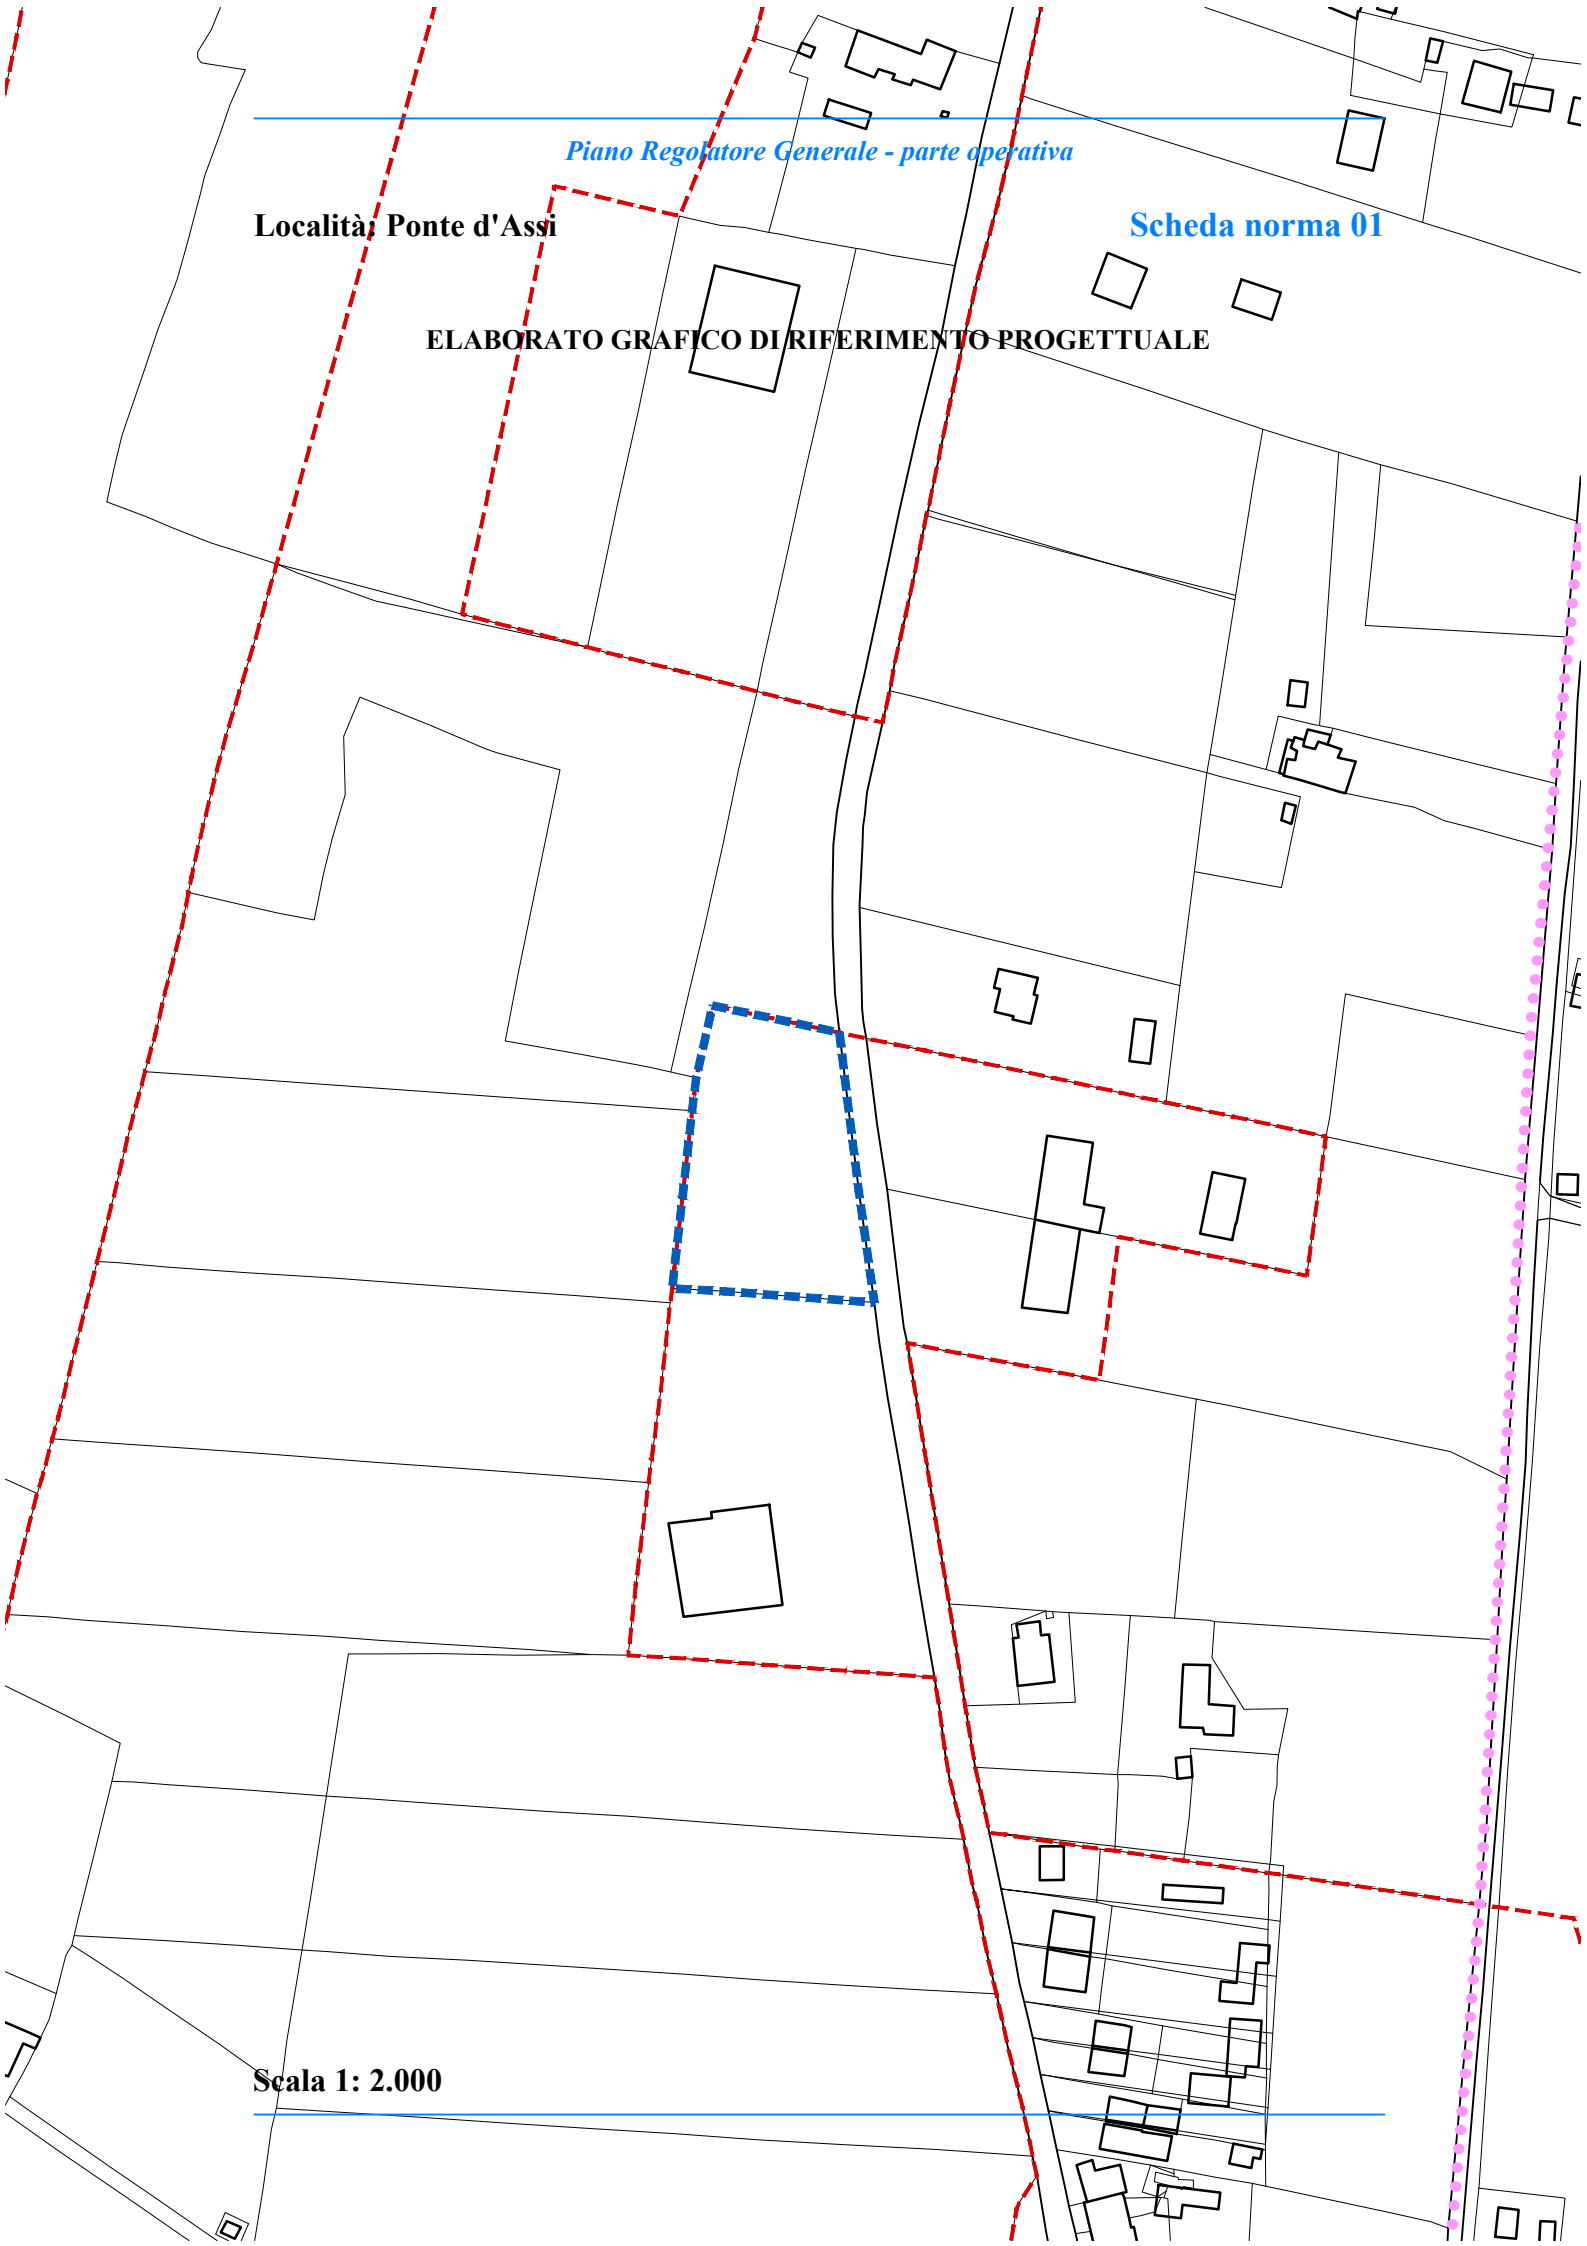 Piano Regolatore Generale - parte operativa
Località: Ponte d'Assi
Scheda norma 01
ELABORATO GRAFICO DI RIFERIMENTO PROGETTUALE
Scala 1: 2.000